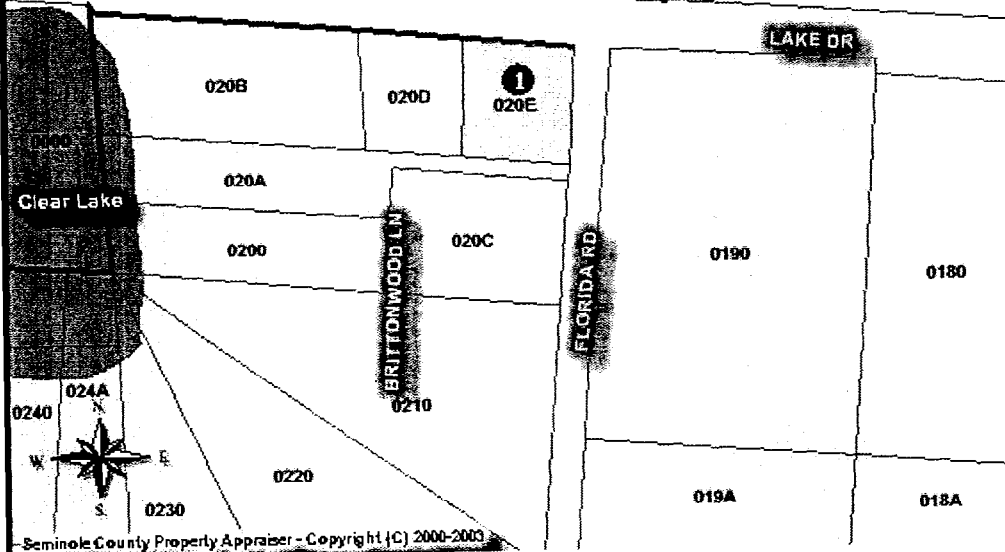 LAKE DR
1
020B
020D
020E
0000
020A
Clear Lake
0200
BRITTONWOOD LN
020C
FLORIDA RD
0190
0180
024A
0240
0210
N
W
E
S
0220
0230
019A
018A
Seminole County Property Appraiser - Copyright (C) 2000-2003